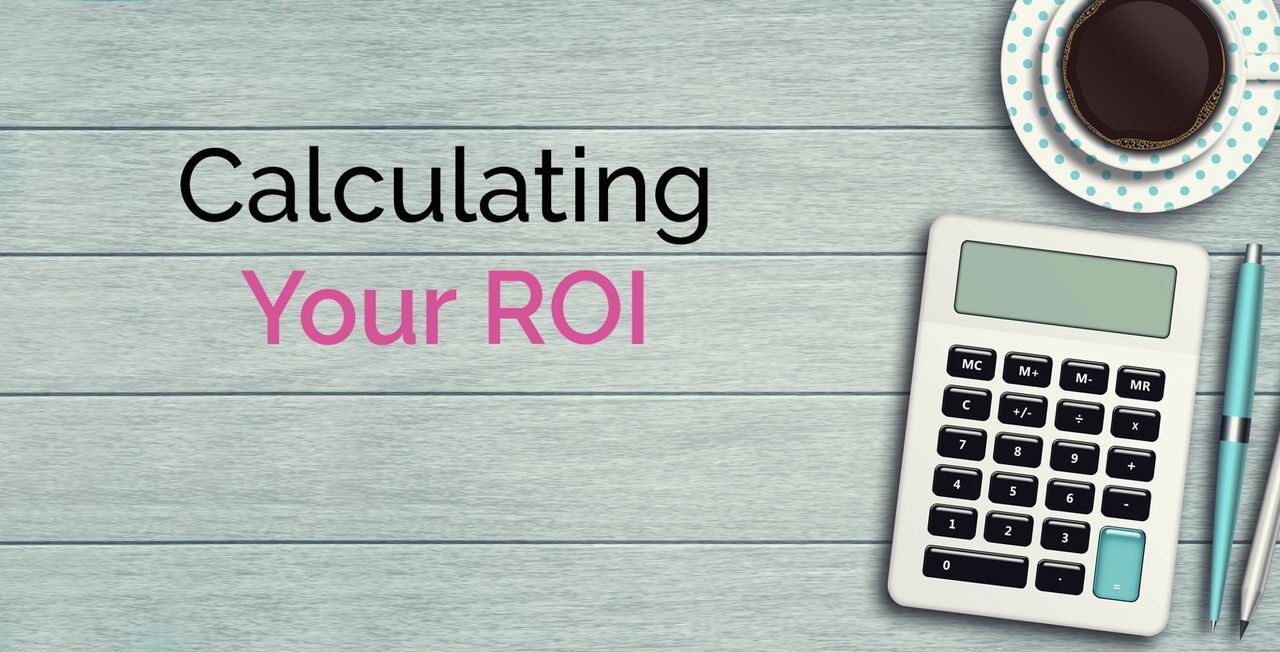 Calculating
Your ROI
MC M+ M- MR
C +/- ÷ x
7 8 9 +
4 5 6 -
1 2 3
0 . =